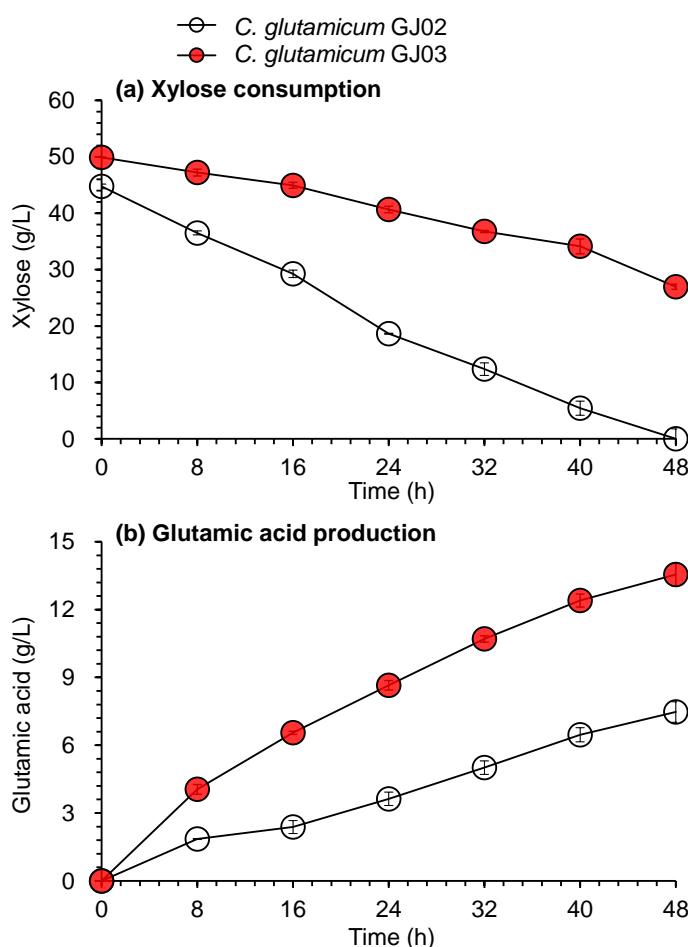 C. glutamicum GJ02
C. glutamicum GJ03
(a) Xylose consumption
Xylose (g/L)
60
50
40
30
20
10
0
0 8 16 24 32 40 48
Time (h)
(b) Glutamic acid production
Glutamic acid (g/L)
15
12
9
6
3
0
0 8 16 24 32 40 48
Time (h)